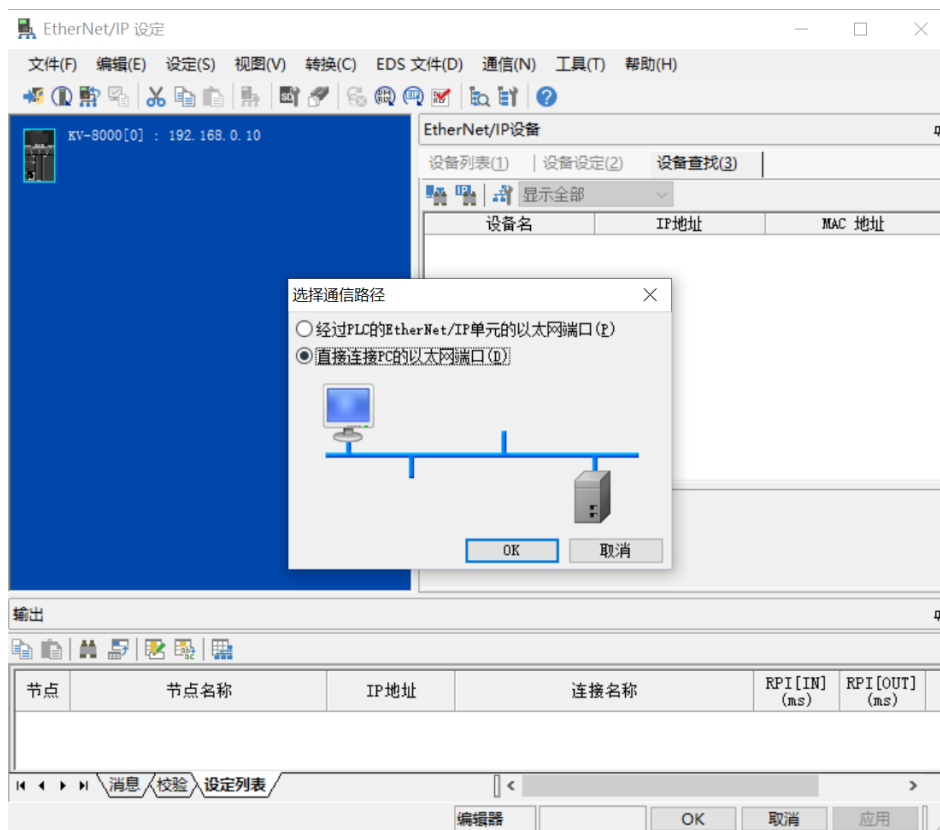 EtherNet/IP 设定
文件(F) 编辑(E) 设定(S) 视图(V) 转换(C) EDS 文件(D) 通信(N) 工具(T) 帮助(H)
KV-8000[0] : 192.168.0.10
EtherNet/IP设备
设备列表(1) 设备设定(2) 设备查找(3)
显示全部
设备名 IP地址 MAC 地址
选择通信路径
经过PLC的EtherNet/IP单元的以太网端口(P)
直接连接PC的以太网端口(D)
OK 取消
输出
节点 节点名称 IP地址 连接名称 RPI[IN] (ms) RPI[OUT] (ms)
消息 校验 设定列表
编辑器 OK 取消 应用